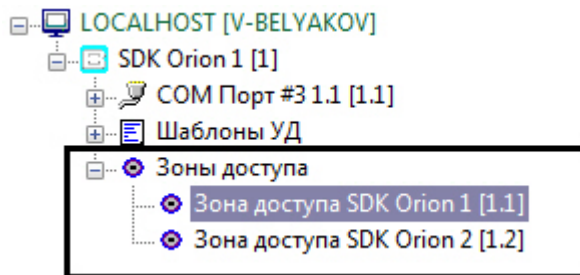 LOCALHOST [V-BELYAKOV]
SDK Orion 1 [1]
COM Порт #3 1.1 [1.1]
Шаблоны УД
Зоны доступа
Зона доступа SDK Orion 1 [1.1]
Зона доступа SDK Orion 2 [1.2]